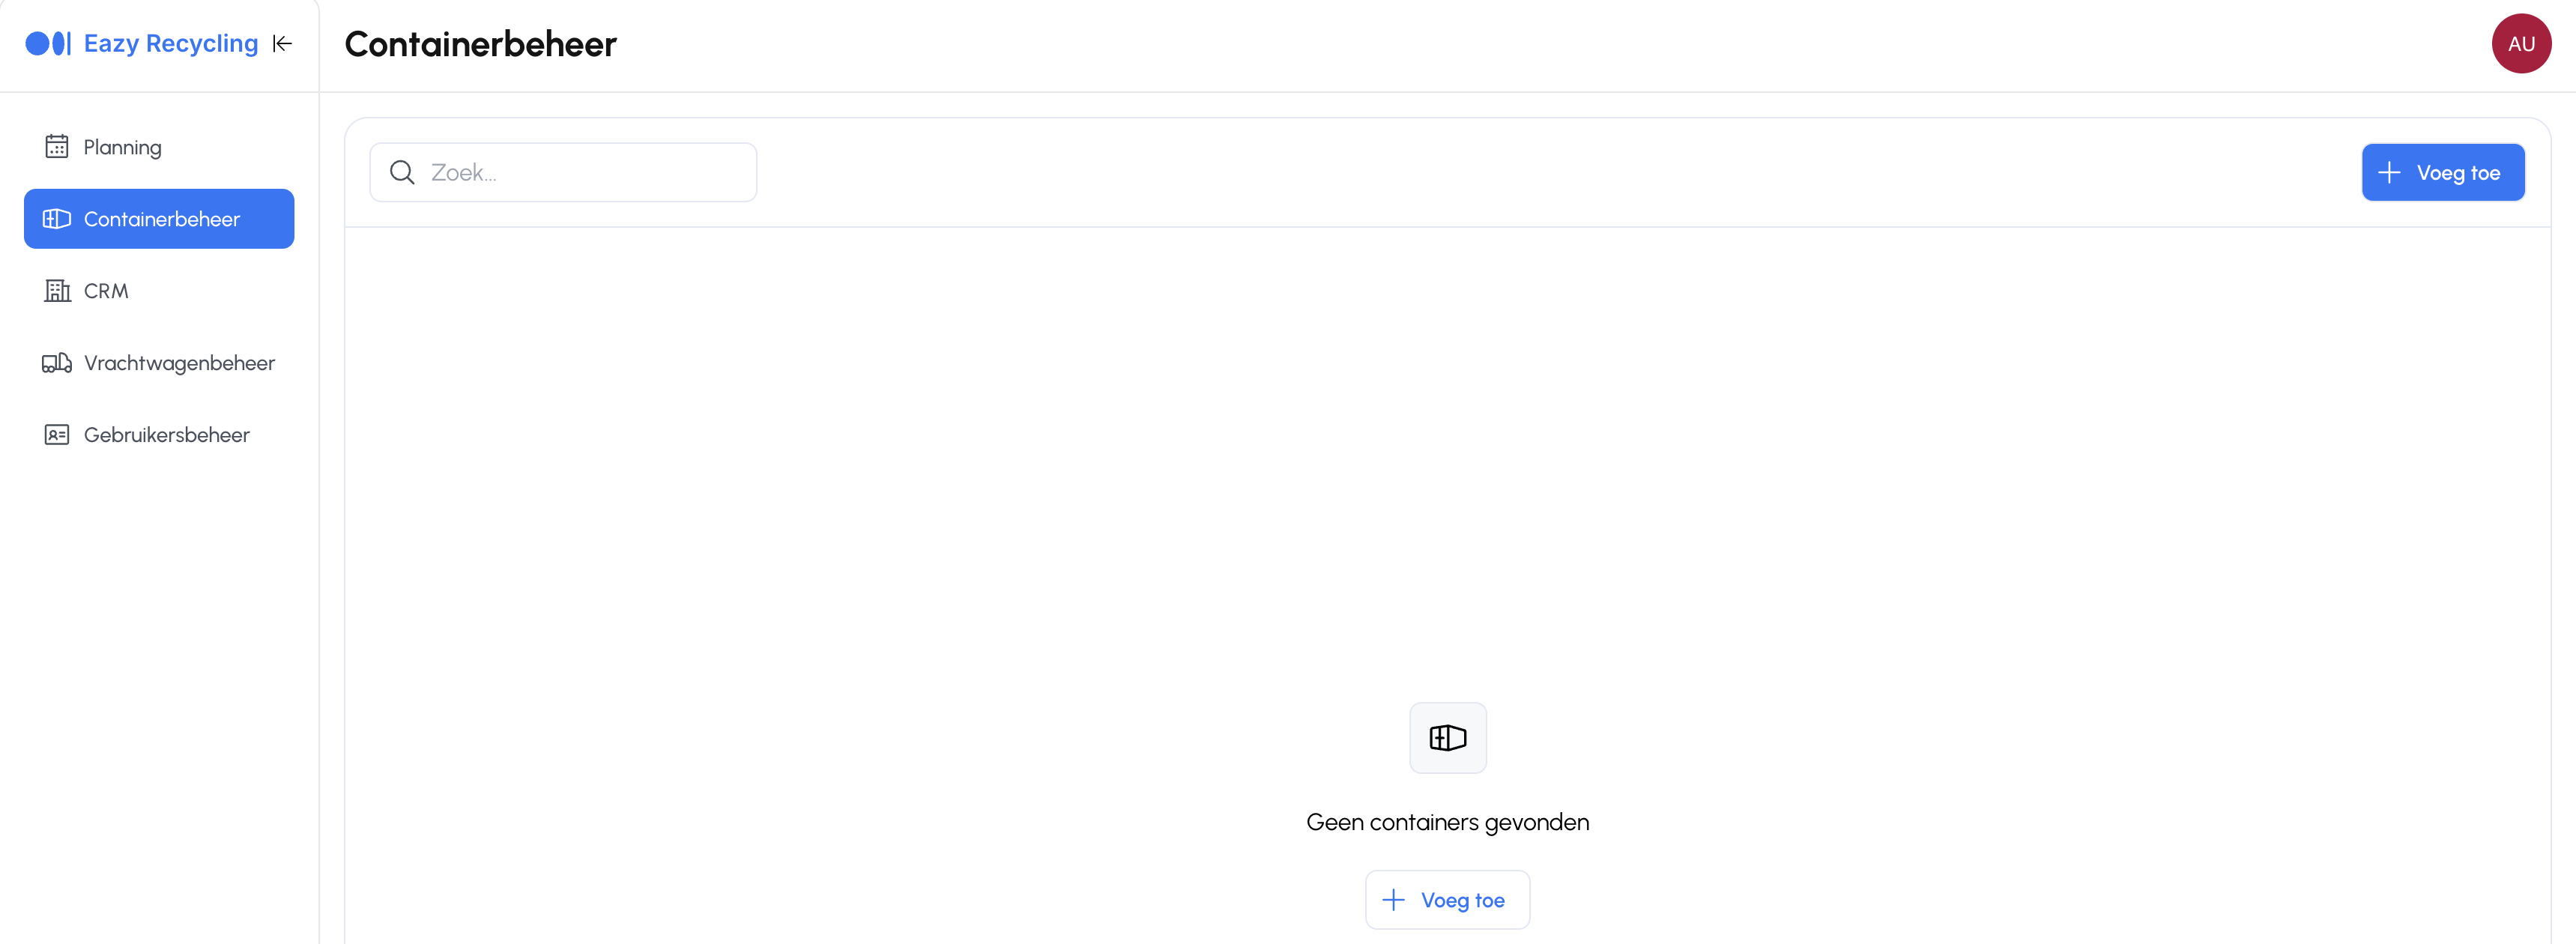 Eazy Recycling
Containerbeheer
AU
Planning
Containerbeheer
CRM
Vrachtwagenbeheer
Gebruikersbeheer
Zoek...
Voeg toe
Geen containers gevonden
Voeg toe